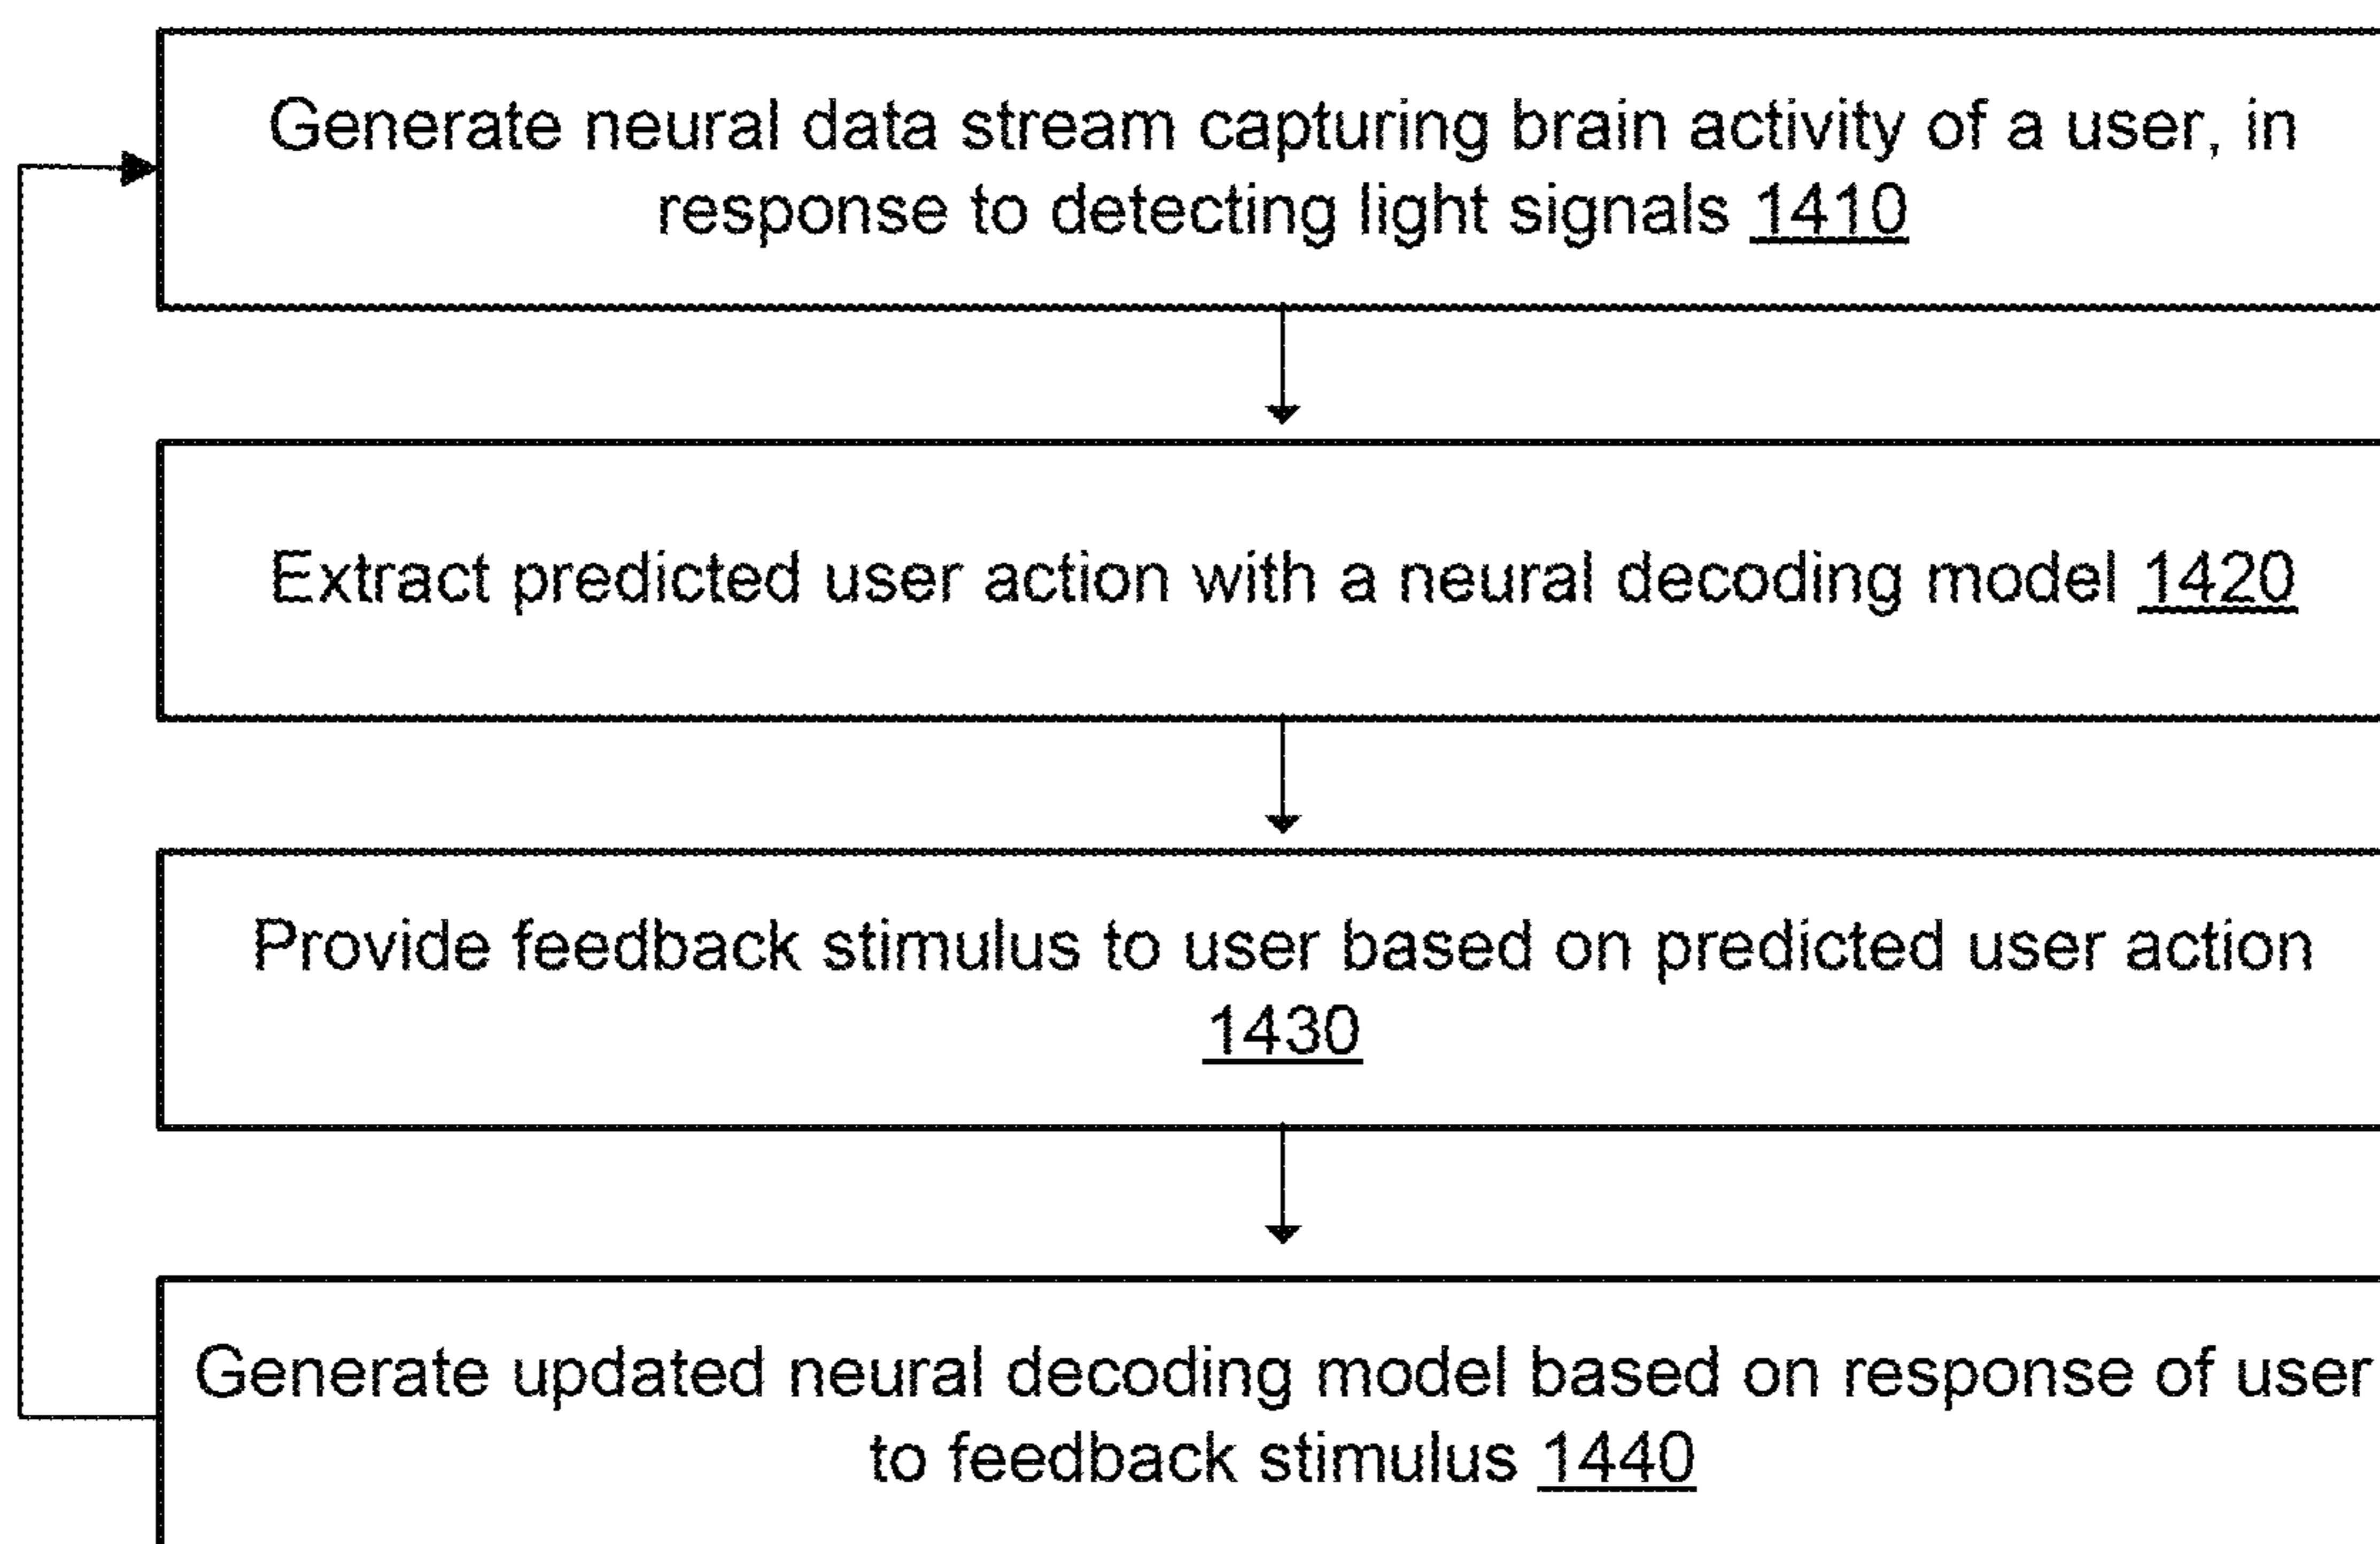 Generate neural data stream capturing brain activity of a user, in
response to detecting light signals 1410
Extract predicted user action with a neural decoding model 1420
Provide feedback stimulus to user based on predicted user action
1430
Generate updated neural decoding model based on response of user
to feedback stimulus 1440